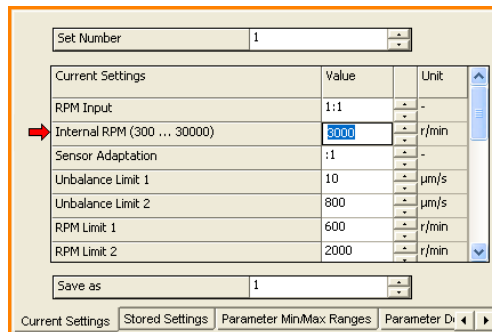 Set Number 1
Current Settings Value Unit
RPM Input 1:1 -
Internal RPM (300 ... 30000) 3000 r/min
Sensor Adaptation :1 -
Unbalance Limit 1 10 µm/s
Unbalance Limit 2 800 µm/s
RPM Limit 1 600 r/min
RPM Limit 2 2000 r/min
Save as 1
Current Settings Stored Settings Parameter Min/Max Ranges Parameter